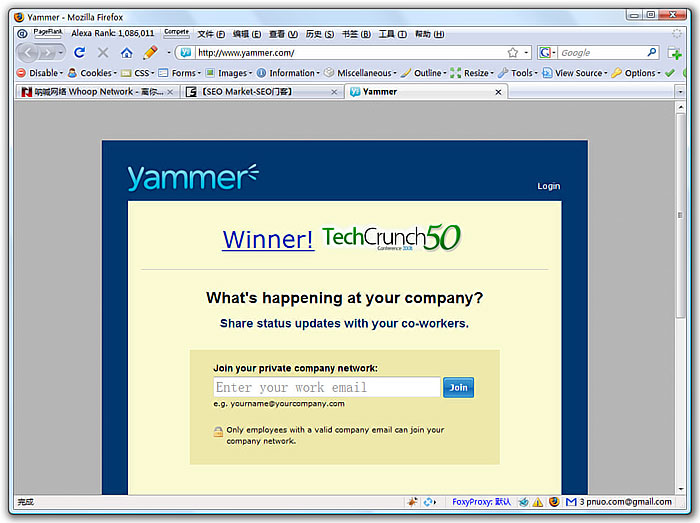 Yammer - Mozilla Firefox
PageRank Alexa Rank: 1,086,011 Compete 文件 (F) 编辑 (E) 查看 (V) 历史 (S) 书签 (B) 工具 (T) 帮助 (H)
http://www.yammer.com/ Google
Disable Cookies CSS Forms Images Information Miscellaneous Outline Resize Tools View Source Options
呐喊网络 Whoop Network - 离你... 【SEO Market-SEO门客】 Yammer
yammer
Login
Winner! TechCrunch50
Conference 2008
What's happening at your company?
Share status updates with your co-workers.
Join your private company network:
Enter your work email Join
e.g. yourname@yourcompany.com
Only employees with a valid company email can join your
company network.
完成 FoxyProxy: 默认 3 pnuo.com@gmail.com